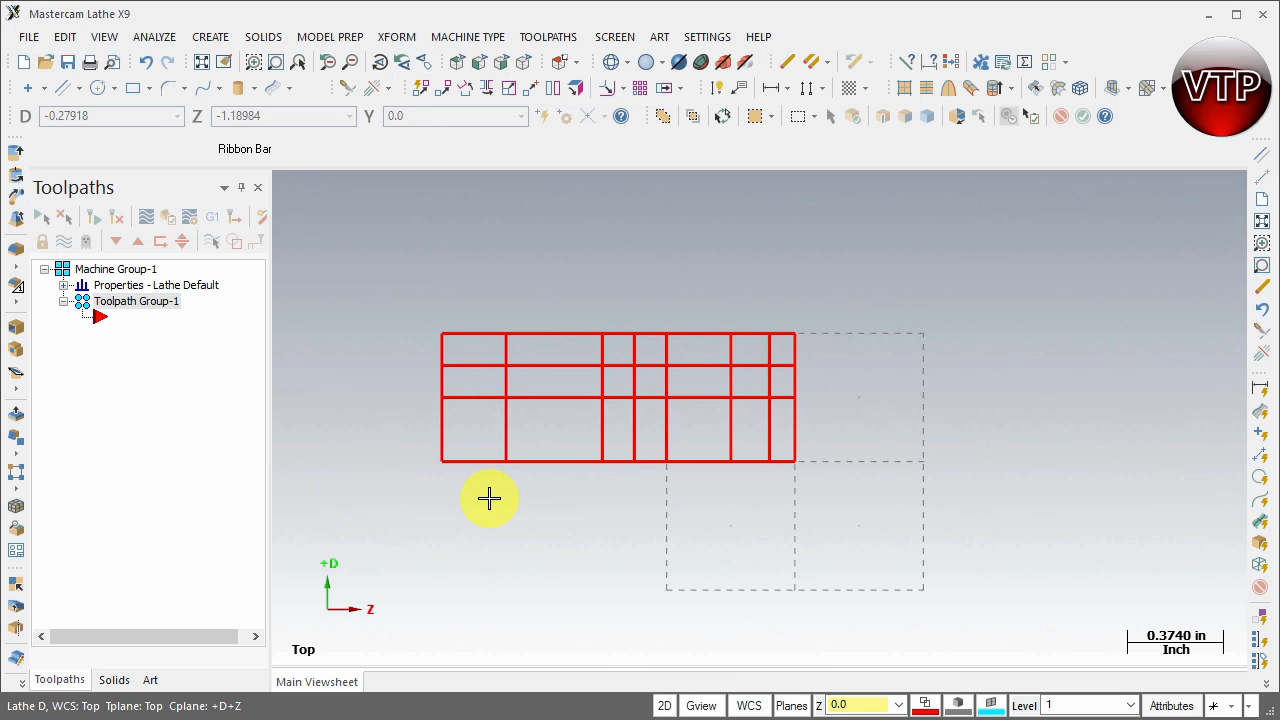 Mastercam Lathe X9
FILE EDIT VIEW ANALYZE CREATE SOLIDS MODEL PREP XFORM MACHINE TYPE TOOLPATHS SCREEN ART SETTINGS HELP
VTP
D -0.27918 Z -1.18984 Y 0.0
Ribbon Bar
Toolpaths
G1
Machine Group-1
Properties - Lathe Default
Toolpath Group-1
+D
Z
Top
0.3740 in
Inch
Toolpaths Solids Art
Main Viewsheet
Lathe D, WCS: Top Tplane: Top Cplane: +D+Z
2D Gview WCS Planes Z 0.0 Level 1 Attributes